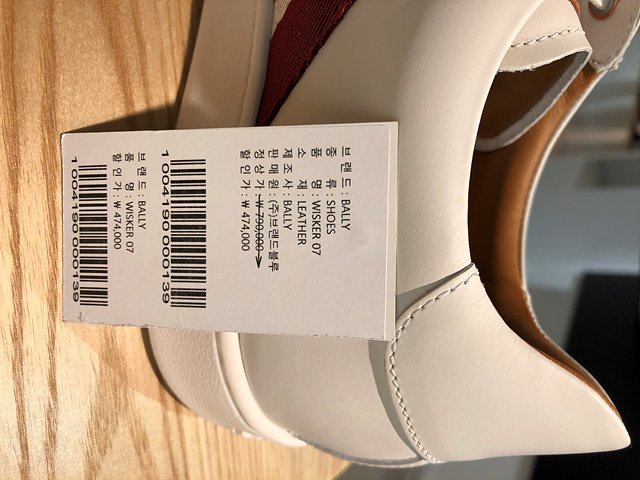 브 랜 드 : BALLY
종 류 : SHOES
품 명 : WISKER 07
소 재 : LEATHER
제 조 사 : BALLY
판 매 원 : (주)브랜드블루
정 상 가 : ₩ 790,000
할 인 가 : ₩ 474,000
1 004190 000139
브 랜 드 : BALLY
품 명 : WISKER 07
할 인 가 : ₩ 474,000
1 004190 000139